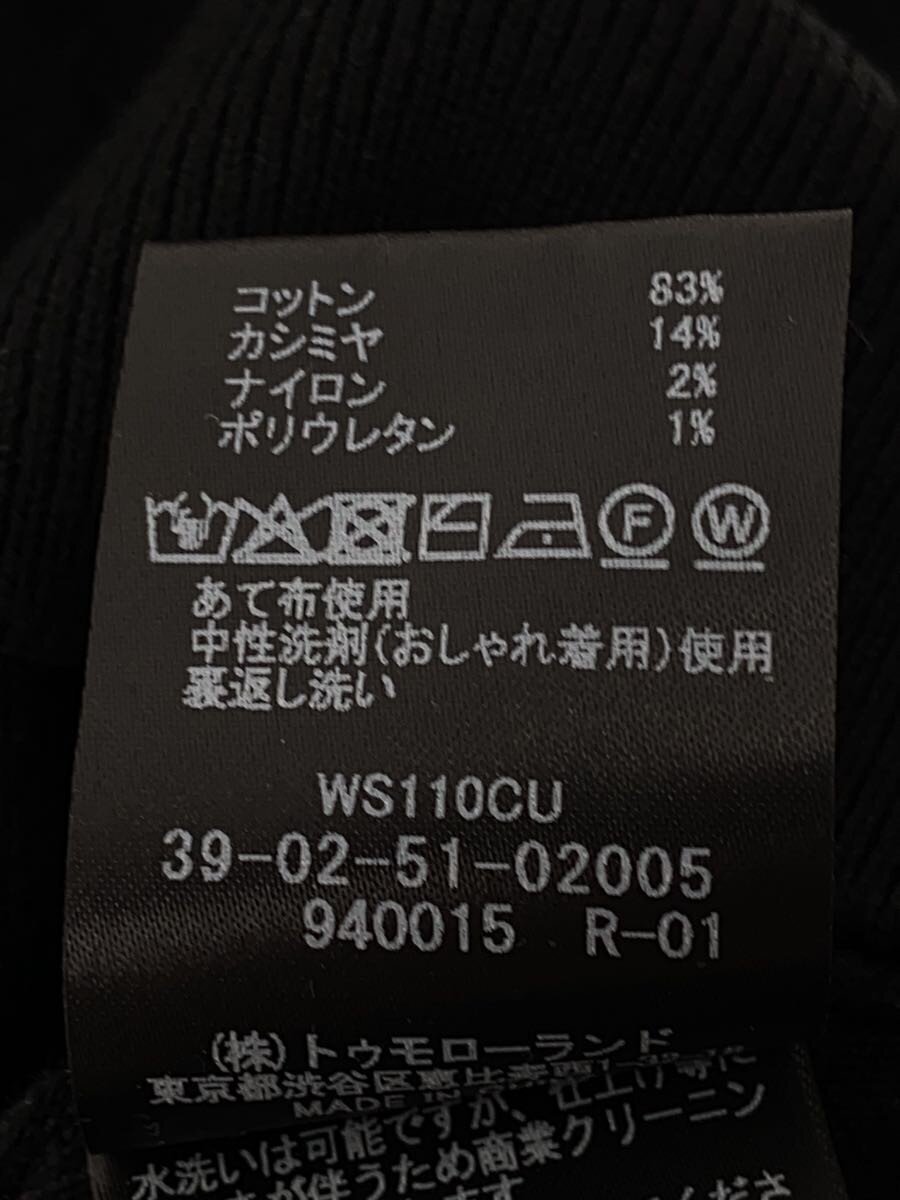 コットン 83%
カシミヤ 14%
ナイロン 2%
ポリウレタン 1%
F W
あて布使用
中性洗剤(おしゃれ着用)使用
裏返し洗い
WS110CU
39-02-51-02005
940015 R-01
(株)トゥモローランド
東京都渋谷区恵比寿西
MADE IN
水洗いは可能ですが、仕上げ等に
が伴うため商業クリーニン